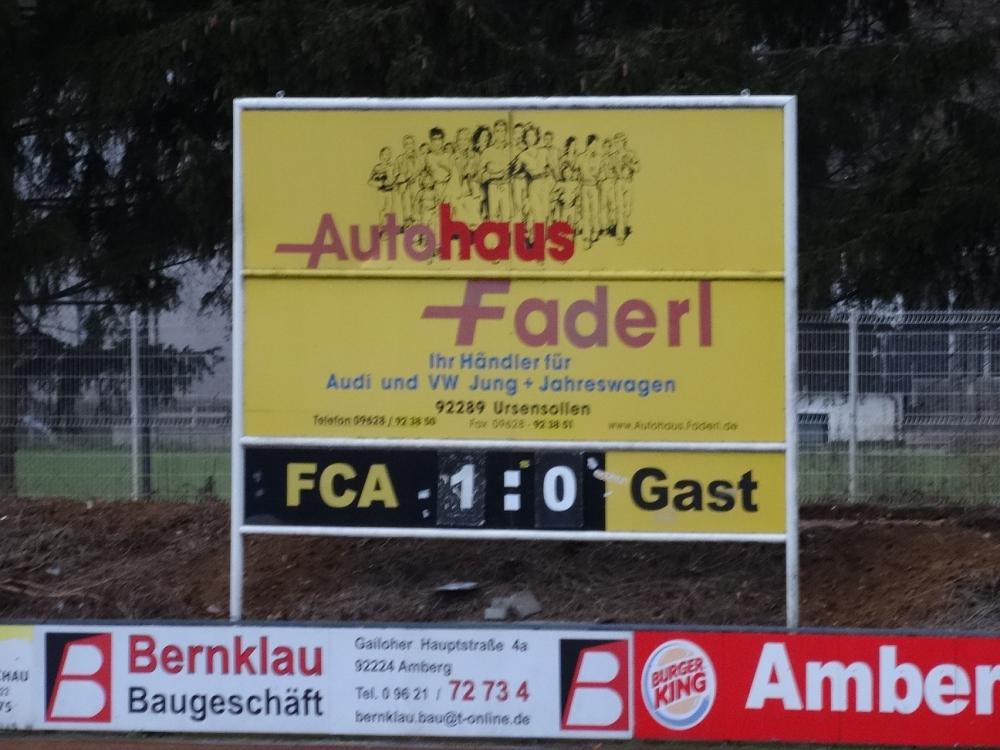 Autohaus
Faderl
Ihr Händler für
Audi und VW Jung + Jahreswagen
92289 Ursensollen
Telefon 09628 / 92 38 50 Fax 09628 - 92 38 51 www.Autohaus.Faderl.de
FCA 1:0 Gast
CHAU
75
B Bernklau
Baugeschäft
Gailoher Hauptstraße 4a
92224 Amberg
Tel. 0 96 21 / 72 73 4
bernklau.bau@t-online.de
B
BURGER
KING
Amber